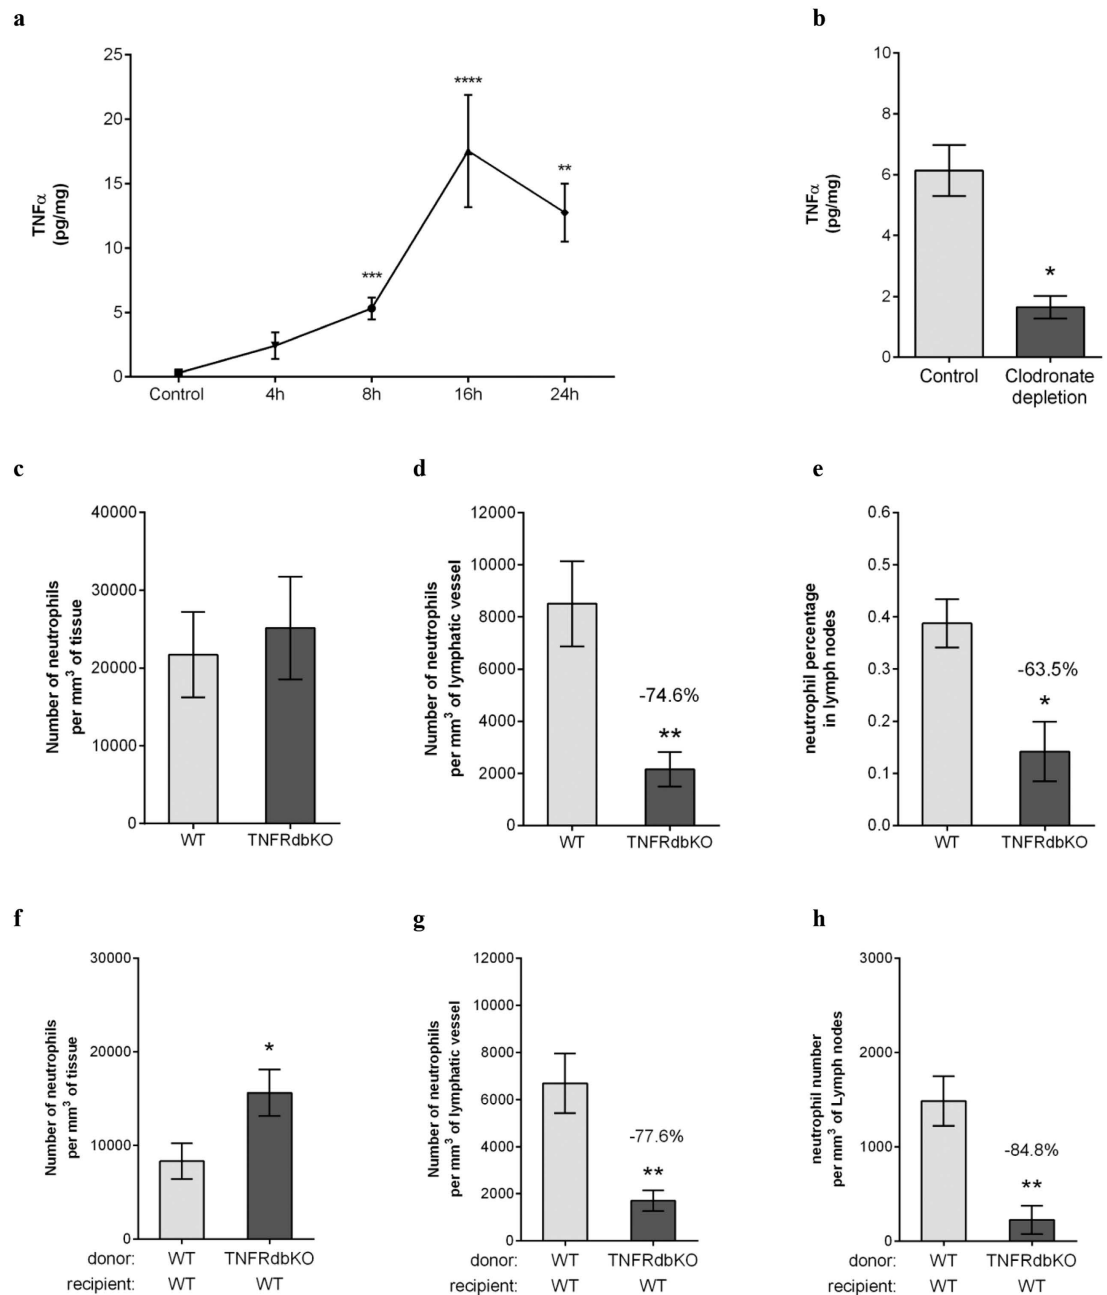 a
TNFα
(pg/mg)
25
20
15
10
5
0
****
***
**
Control 4h 8h 16h 24h
b
TNFα
(pg/mg)
10
8
6
4
2
0
*
Control Clodronate
depletion
c
Number of neutrophils
per mm³ of tissue
40000
30000
20000
10000
0
WT TNFRdbKO
d
Number of neutrophils
per mm³ of lymphatic vessel
12000
10000
8000
6000
4000
2000
0
-74.6%
**
WT TNFRdbKO
e
neutrophil percentage
in lymph nodes
0.6
0.5
0.4
0.3
0.2
0.1
0.0
-63.5%
*
WT TNFRdbKO
f
Number of neutrophils
per mm³ of tissue
30000
20000
10000
0
*
donor: WT TNFRdbKO
recipient: WT WT
g
Number of neutrophils
per mm³ of lymphatic vessel
12000
10000
8000
6000
4000
2000
0
-77.6%
**
donor: WT TNFRdbKO
recipient: WT WT
h
neutrophil number
per mm³ of Lymph nodes
3000
2000
1000
0
-84.8%
**
donor: WT TNFRdbKO
recipient: WT WT